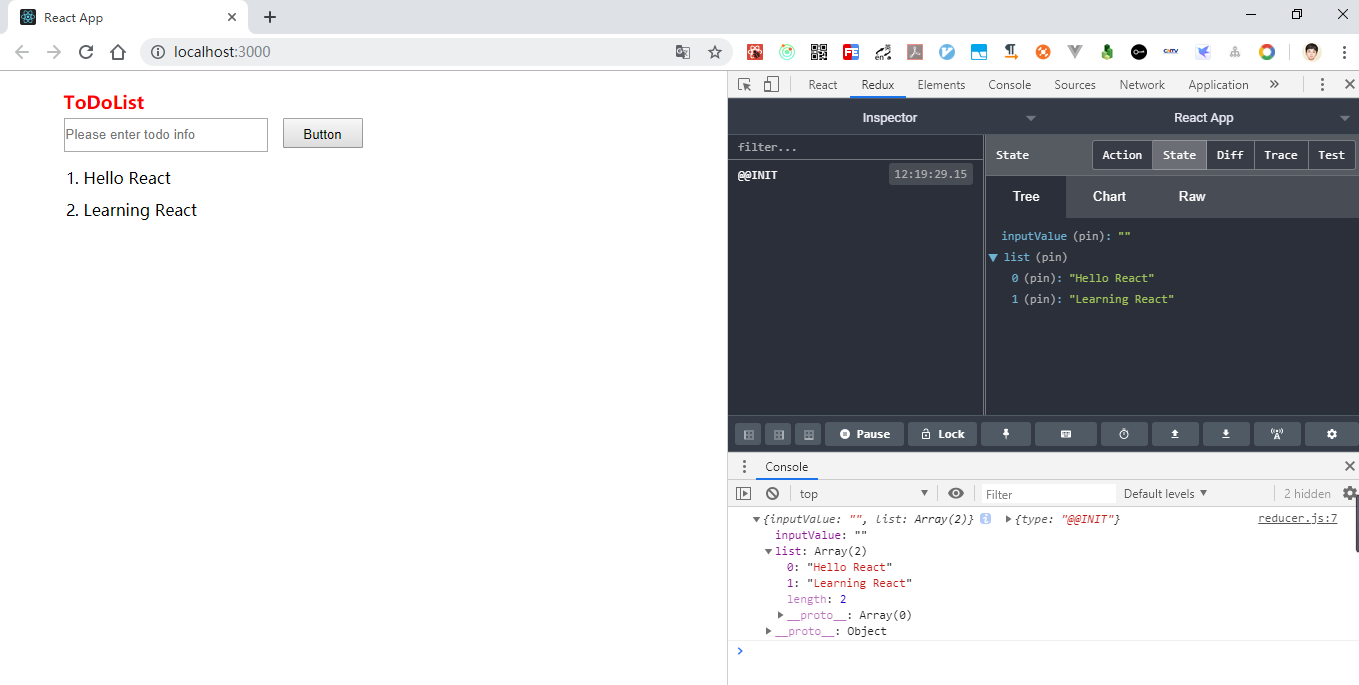 React App
localhost:3000
ToDoList
Please enter todo info
Button
1. Hello React
2. Learning React
React Redux Elements Console Sources Network Application »
Inspector
React App
filter...
@@INIT 12:19:29.15
State Action State Diff Trace Test
Tree Chart Raw
inputValue (pin): ""
list (pin)
0 (pin): "Hello React"
1 (pin): "Learning React"
Pause Lock
Console
top Filter Default levels 2 hidden
{inputValue: "", list: Array(2)} {type: "@@INIT"} reducer.js:7
inputValue: ""
list: Array(2)
0: "Hello React"
1: "Learning React"
length: 2
__proto__: Array(0)
__proto__: Object